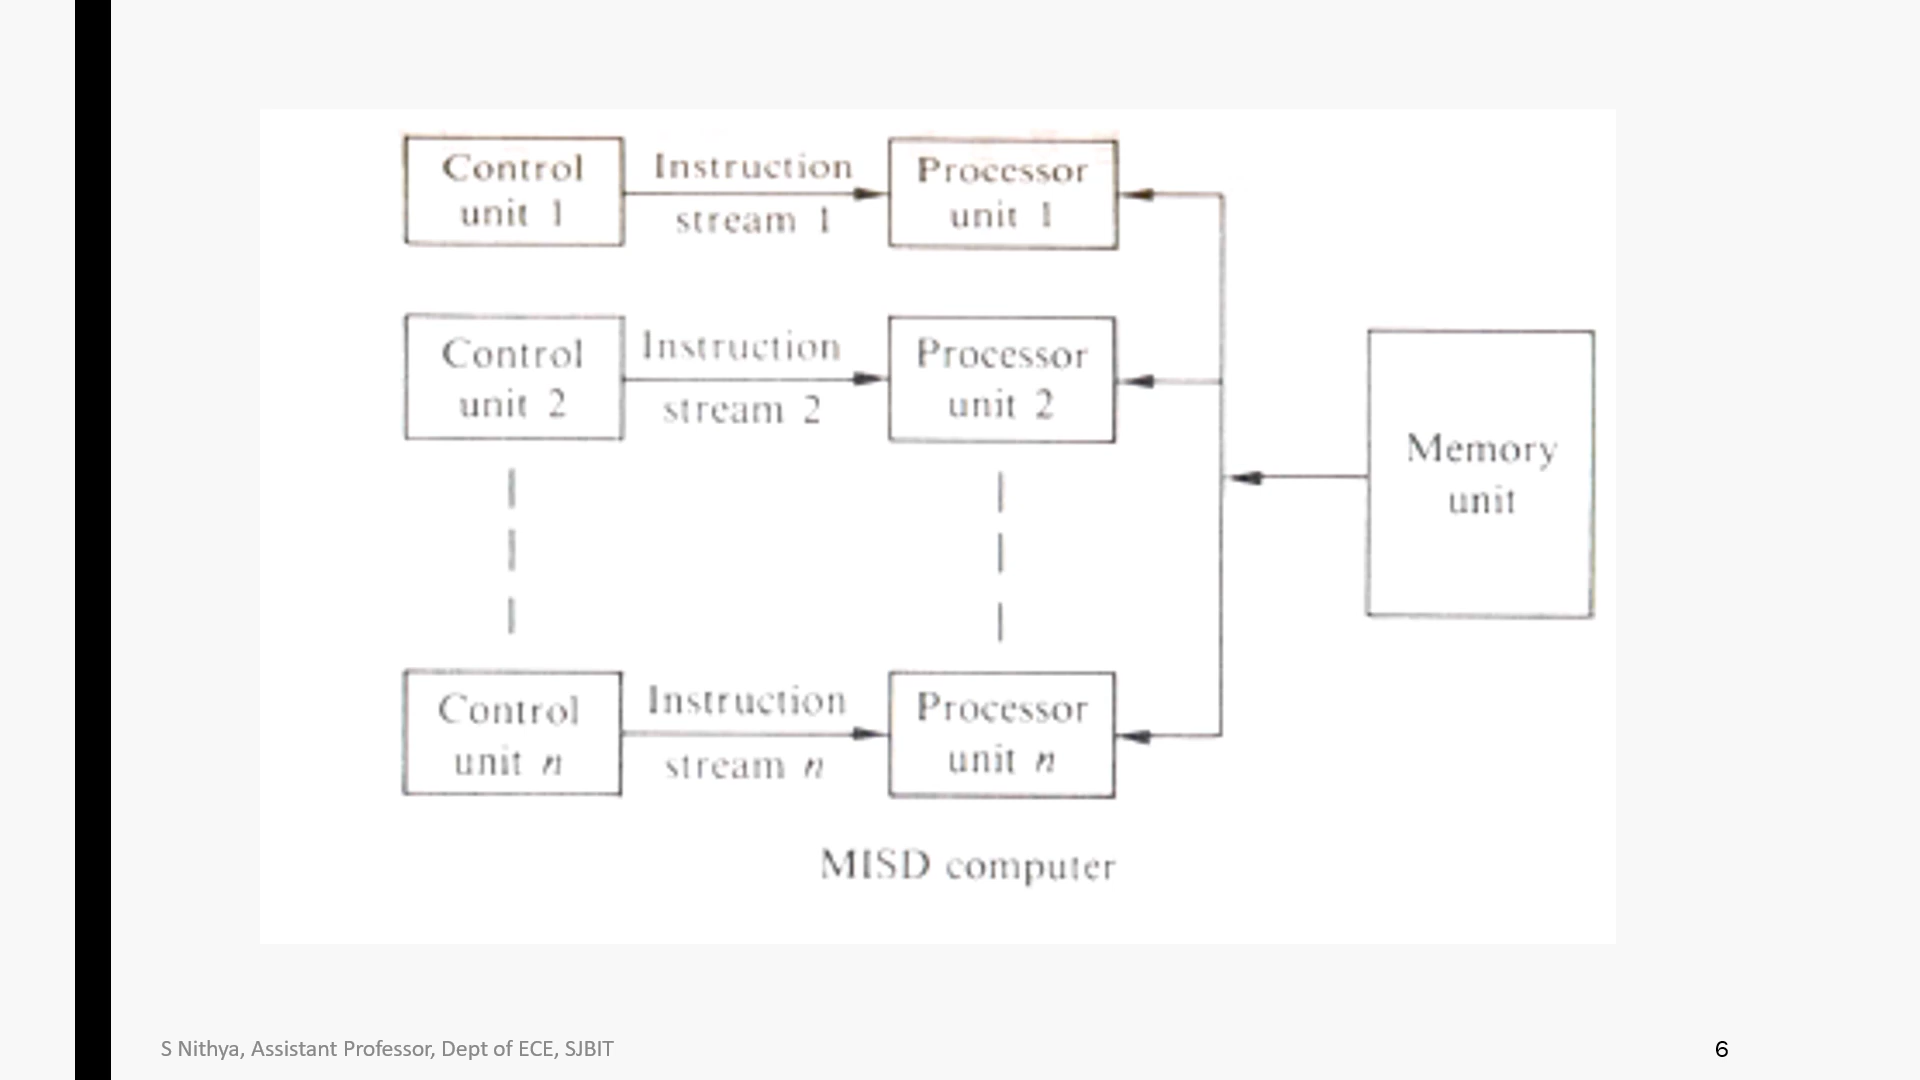 Control
unit 1
Instruction
stream 1
Processor
unit 1
Control
unit 2
Instruction
stream 2
Processor
unit 2
Memory
unit
Control
unit n
Instruction
stream n
Processor
unit n
MISD computer
S Nithya, Assistant Professor, Dept of ECE, SJBIT
6